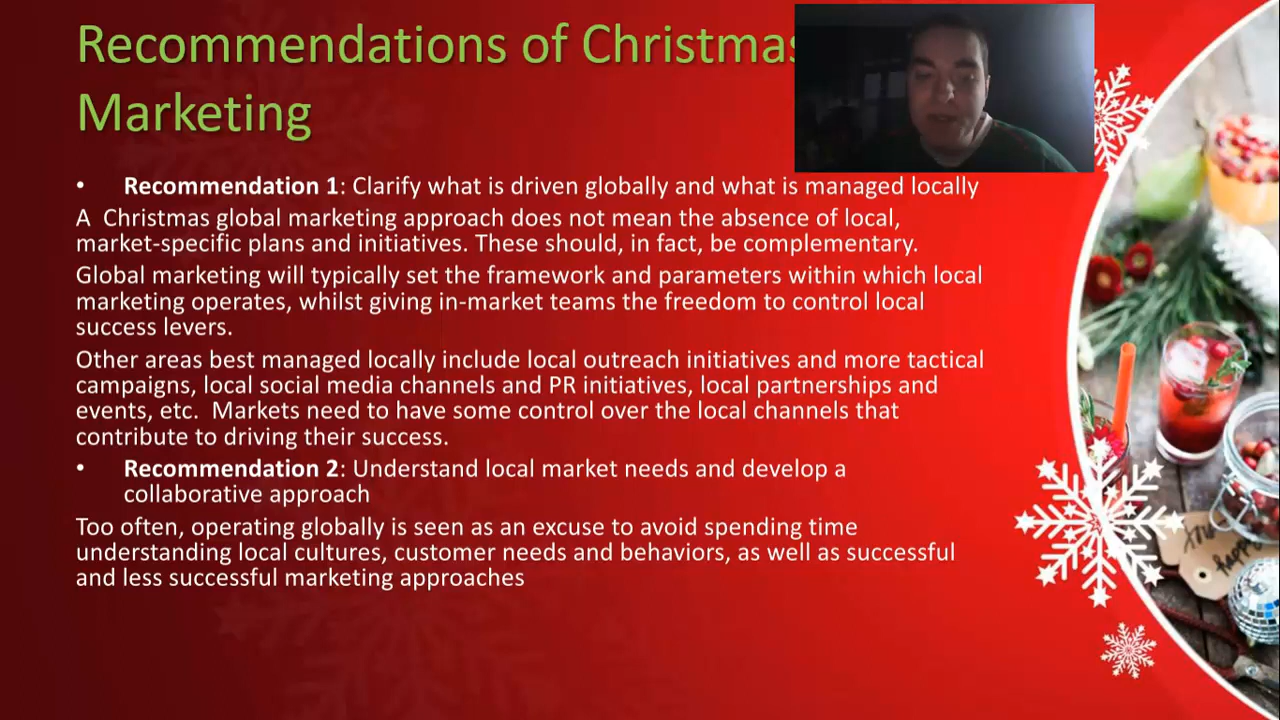 Recommendations of Christmas
Marketing
• Recommendation 1: Clarify what is driven globally and what is managed locally
A  Christmas global marketing approach does not mean the absence of local,
market-specific plans and initiatives. These should, in fact, be complementary.
Global marketing will typically set the framework and parameters within which local
marketing operates, whilst giving in-market teams the freedom to control local
success levers.
Other areas best managed locally include local outreach initiatives and more tactical
campaigns, local social media channels and PR initiatives, local partnerships and
events, etc.  Markets need to have some control over the local channels that
contribute to driving their success.
• Recommendation 2: Understand local market needs and develop a
collaborative approach
Too often, operating globally is seen as an excuse to avoid spending time
understanding local cultures, customer needs and behaviors, as well as successful
and less successful marketing approaches